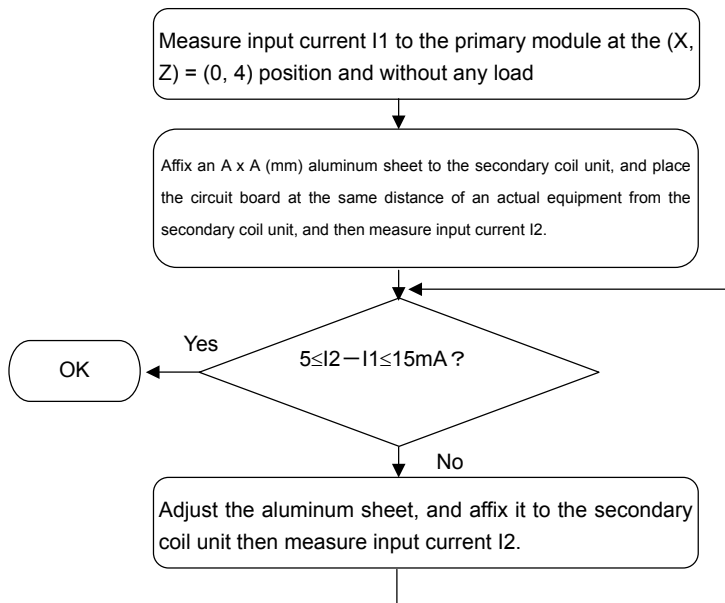 Measure input current I1 to the primary module at the (X,
Z) = (0, 4) position and without any load
Affix an A x A (mm) aluminum sheet to the secondary coil unit, and place
the circuit board at the same distance of an actual equipment from the
secondary coil unit, and then measure input current I2.
Yes
OK
5≤I2－I1≤15mA？
No
Adjust the aluminum sheet, and affix it to the secondary
coil unit then measure input current I2.